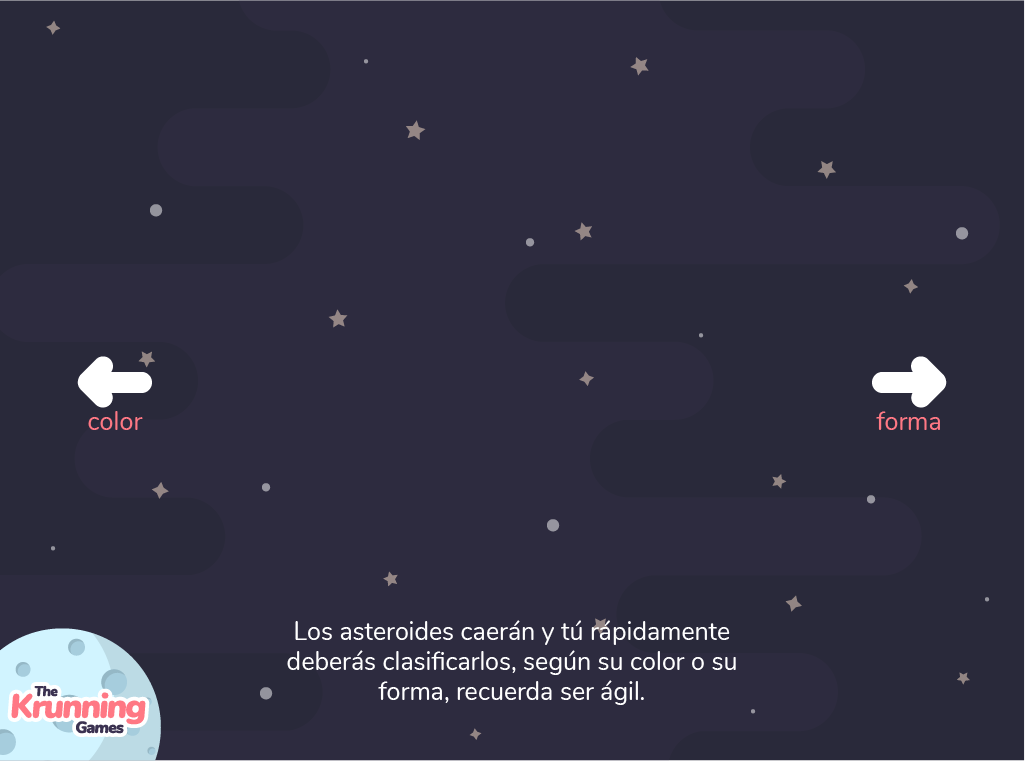 color
forma
Los asteroides caerán y tú rápidamente
deberás clasificarlos, según su color o su
forma, recuerda ser ágil.
The
Krunning
Games